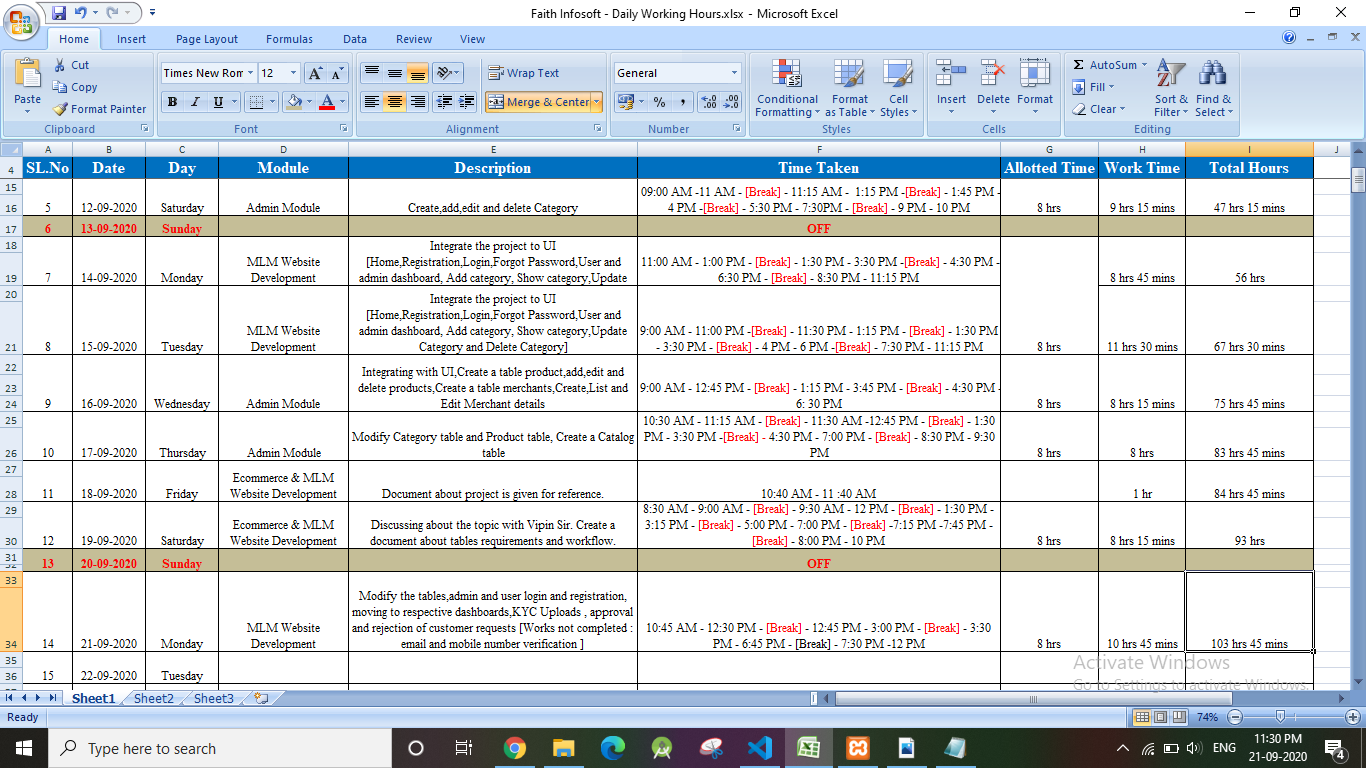 Faith Infosoft - Daily Working Hours.xlsx - Microsoft Excel
Home Insert Page Layout Formulas Data Review View
Paste
Cut
Copy
Format Painter
Clipboard
Times New Ron 12
B I U
Font
Wrap Text
Merge & Center
Alignment
General
Number
Conditional Formatting
Format as Table
Cell Styles
Styles
Insert Delete Format
Cells
Σ AutoSum
Fill
Clear
Sort & Filter
Find & Select
Editing
A B C D E F G H I J
4 SL.No Date Day Module Description Time Taken Allotted Time Work Time Total Hours
15
09:00 AM -11 AM - [Break] - 11:15 AM - 1:15 PM -[Break] - 1:45 PM -
16 5 12-09-2020 Saturday Admin Module Create,add,edit and delete Category 4 PM -[Break] - 5:30 PM - 7:30PM - [Break] - 9 PM - 10 PM 8 hrs 9 hrs 15 mins 47 hrs 15 mins
17 6 13-09-2020 Sunday OFF
18
19 7 14-09-2020 Monday
MLM Website
Development
Integrate the project to UI
[Home,Registration,Login,Forgot Password,User and
admin dashboard, Add category, Show category,Update
11:00 AM - 1:00 PM - [Break] - 1:30 PM - 3:30 PM -[Break] - 4:30 PM -
6:30 PM - [Break] - 8:30 PM - 11:15 PM
8 hrs 45 mins 56 hrs
20
21 8 15-09-2020 Tuesday
MLM Website
Development
Integrate the project to UI
[Home,Registration,Login,Forgot Password,User and
admin dashboard, Add category, Show category,Update
Category and Delete Category]
9:00 AM - 11:00 PM -[Break] - 11:30 PM - 1:15 PM - [Break] - 1:30 PM
- 3:30 PM - [Break] - 4 PM - 6 PM -[Break] - 7:30 PM - 11:15 PM
8 hrs 11 hrs 30 mins 67 hrs 30 mins
22
23
24 9 16-09-2020 Wednesday Admin Module
Integrating with UI,Create a table product,add,edit and
delete products,Create a table merchants,Create,List and
Edit Merchant details
9:00 AM - 12:45 PM - [Break] - 1:15 PM - 3:45 PM - [Break] - 4:30 PM-
6: 30 PM
8 hrs 8 hrs 15 mins 75 hrs 45 mins
25
26 10 17-09-2020 Thursday Admin Module
Modify Category table and Product table, Create a Catalog
table
10:30 AM - 11:15 AM - [Break] - 11:30 AM -12:45 PM - [Break] - 1:30
PM - 3:30 PM -[Break] - 4:30 PM - 7:00 PM - [Break] - 8:30 PM - 9:30
PM
8 hrs 8 hrs 83 hrs 45 mins
27
28 11 18-09-2020 Friday
Ecommerce & MLM
Website Development
Document about project is given for reference.
10:40 AM - 11 :40 AM
1 hr 84 hrs 45 mins
29
30 12 19-09-2020 Saturday
Ecommerce & MLM
Website Development
Discussing about the topic with Vipin Sir. Create a
document about tables requirements and workflow.
8:30 AM - 9:00 AM - [Break] - 9:30 AM - 12 PM - [Break] - 1:30 PM -
3:15 PM - [Break] - 5:00 PM - 7:00 PM - [Break] -7:15 PM -7:45 PM -
[Break] - 8:00 PM - 10 PM
8 hrs 8 hrs 15 mins 93 hrs
31
32 13 20-09-2020 Sunday OFF
33
34 14 21-09-2020 Monday
MLM Website
Development
Modify the tables,admin and user login and registration,
moving to respective dashboards,KYC Uploads , approval
and rejection of customer requests [Works not completed :
email and mobile number verification ]
10:45 AM - 12:30 PM - [Break] - 12:45 PM - 3:00 PM - [Break] - 3:30
PM - 6:45 PM - [Break] - 7:30 PM -12 PM
8 hrs 10 hrs 45 mins 103 hrs 45 mins
35
36 15 22-09-2020 Tuesday
Activate Windows
Go to Settings to activate Windows.
Sheet1 Sheet2 Sheet3
Ready 74%
Type here to search
ENG
11:30 PM
21-09-2020
4